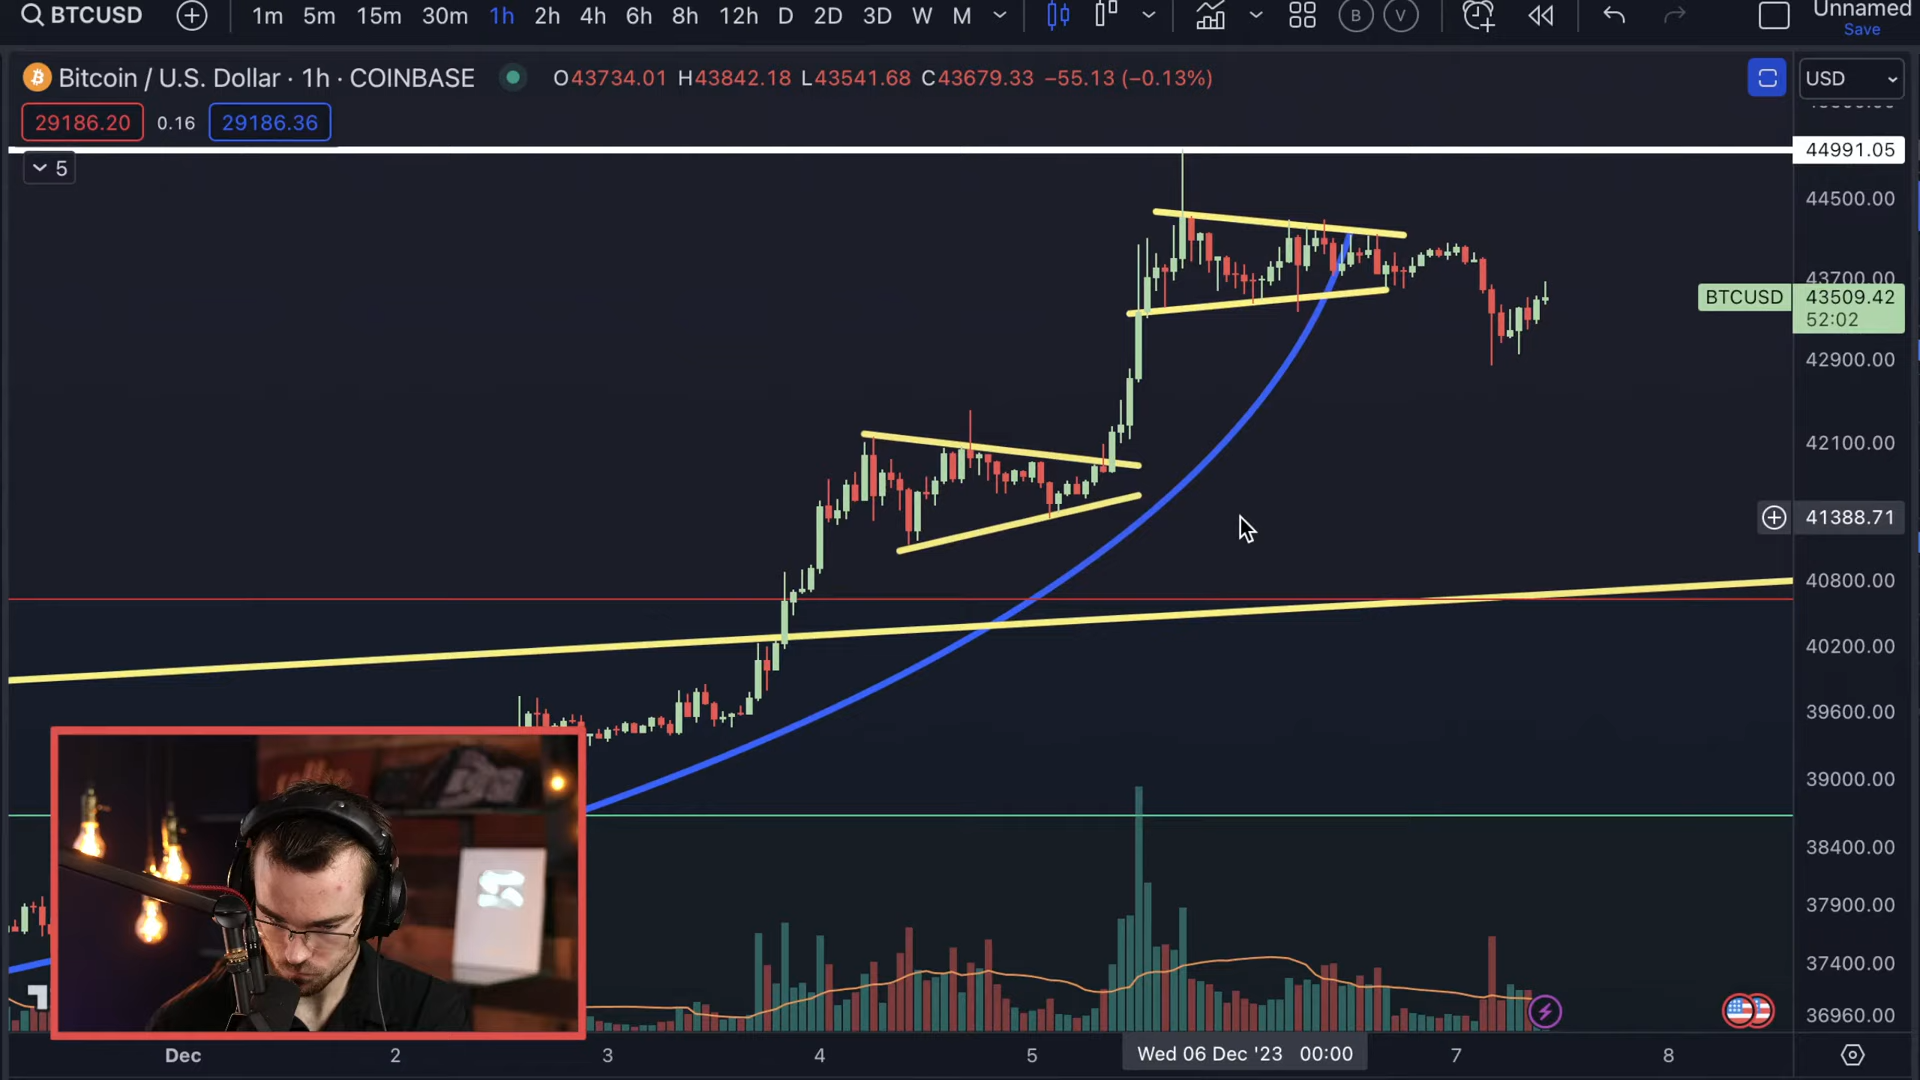 BTCUSD 1m 5m 15m 30m 1h 2h 4h 6h 8h 12h D 2D 3D W M B V Unnamed
Save
Bitcoin / U.S. Dollar · 1h · COINBASE O43734.01 H43842.18 L43541.68 C43679.33 −55.13 (−0.13%) USD
29186.20 0.16 29186.36
44991.05
5
44500.00
43700.00
BTCUSD 43509.42
52:02
42900.00
42100.00
41388.71
40800.00
40200.00
39600.00
39000.00
38400.00
37900.00
37400.00
36960.00
Dec 2 3 4 5 Wed 06 Dec '23 00:00 7 8